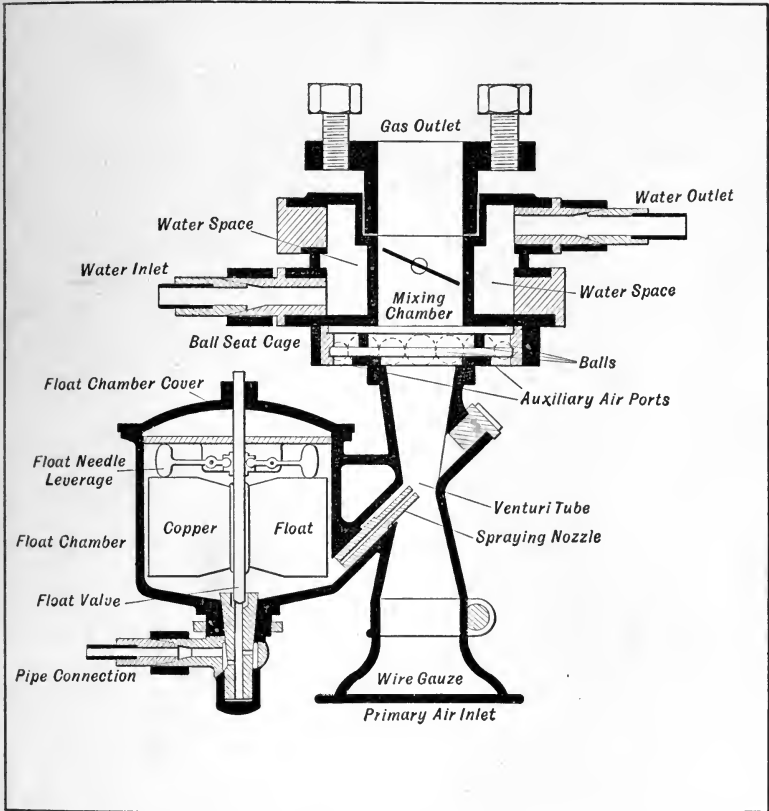 Gas Outlet
Water Outlet
Water Space
Water Inlet
Mixing
Chamber
Water Space
Ball Seat Cage
Balls
Float Chamber Cover
Auxiliary Air Ports
Float Needle
Leverage
Venturi Tube
Copper Float
Spraying Nozzle
Float Chamber
Float Valve
Pipe Connection
Wire Gauze
Primary Air Inlet